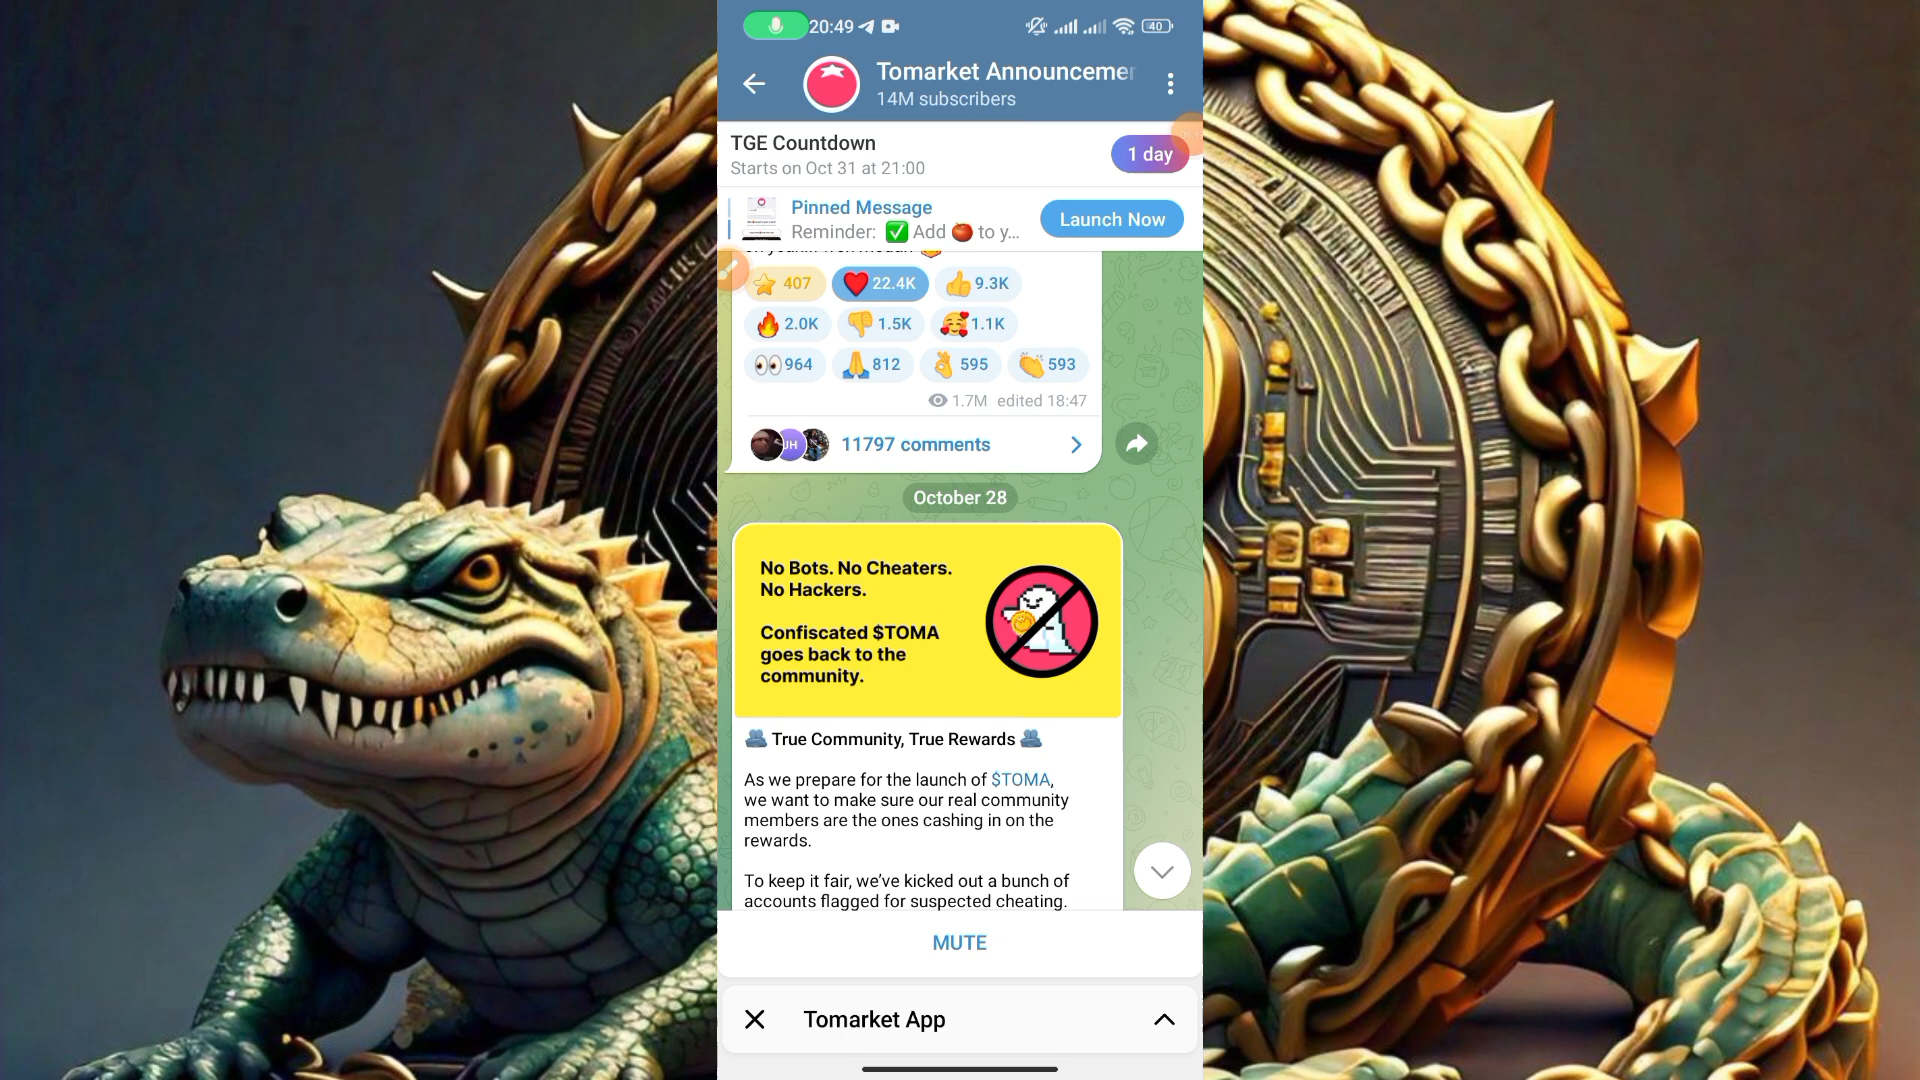 20:49
40
Tomarket Announcemer
14M subscribers
TGE Countdown
Starts on Oct 31 at 21:00
1 day
Pinned Message
Reminder: ✅ Add 🍅 to y...
Launch Now
407
22.4K
9.3K
2.0K
1.5K
1.1K
964
812
595
593
1.7M edited 18:47
JH
11797 comments
October 28
No Bots. No Cheaters.
No Hackers.
Confiscated $TOMA
goes back to the
community.
True Community, True Rewards
As we prepare for the launch of $TOMA,
we want to make sure our real community
members are the ones cashing in on the
rewards.
To keep it fair, we've kicked out a bunch of
accounts flagged for suspected cheating.
MUTE
Tomarket App